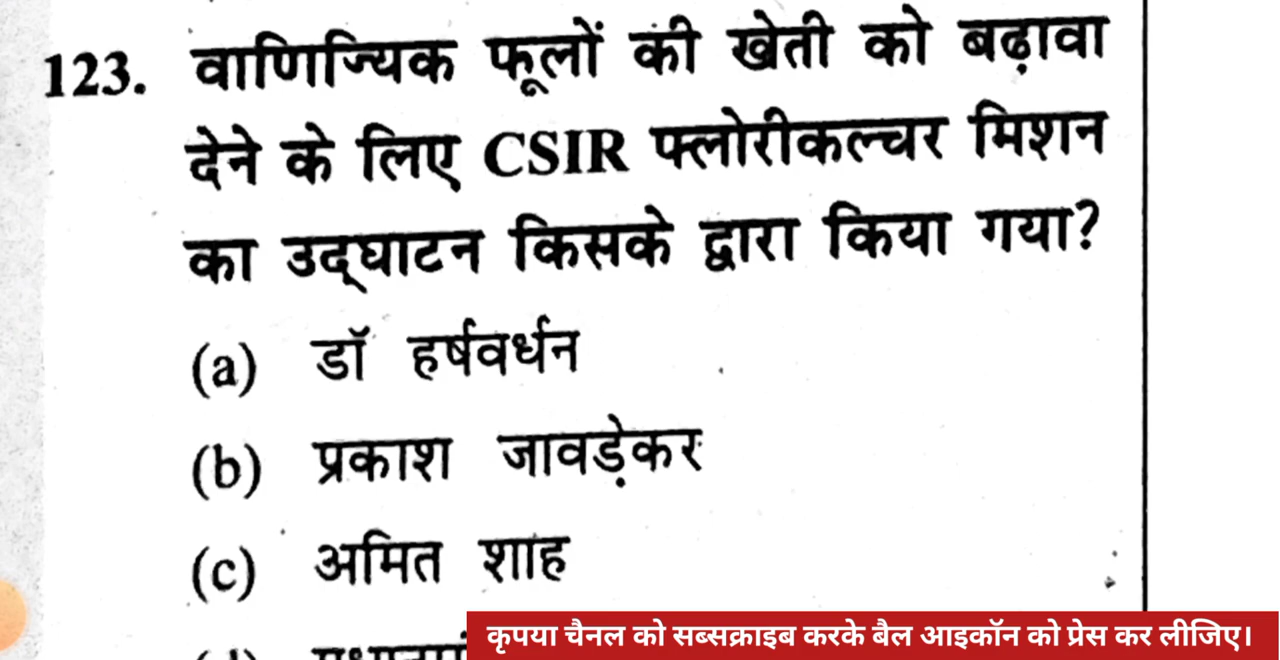 123. वाणिज्यिक फूलों की खेती को बढ़ावा
देने के लिए CSIR फ्लोरीकल्चर मिशन
का उद्घाटन किसके द्वारा किया गया?
(a) डॉ हर्षवर्धन
(b) प्रकाश जावड़ेकर
(c) अमित शाह
कृपया चैनल को सब्सक्राइब करके बैल आइकॉन को प्रेस कर लीजिए।